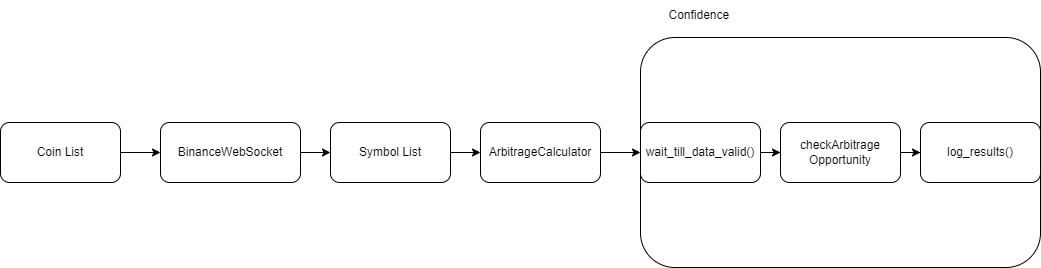 Confidence
Coin List
BinanceWebSocket
Symbol List
ArbitrageCalculator
wait_till_data_valid()
checkArbitrage
Opportunity
log_results()